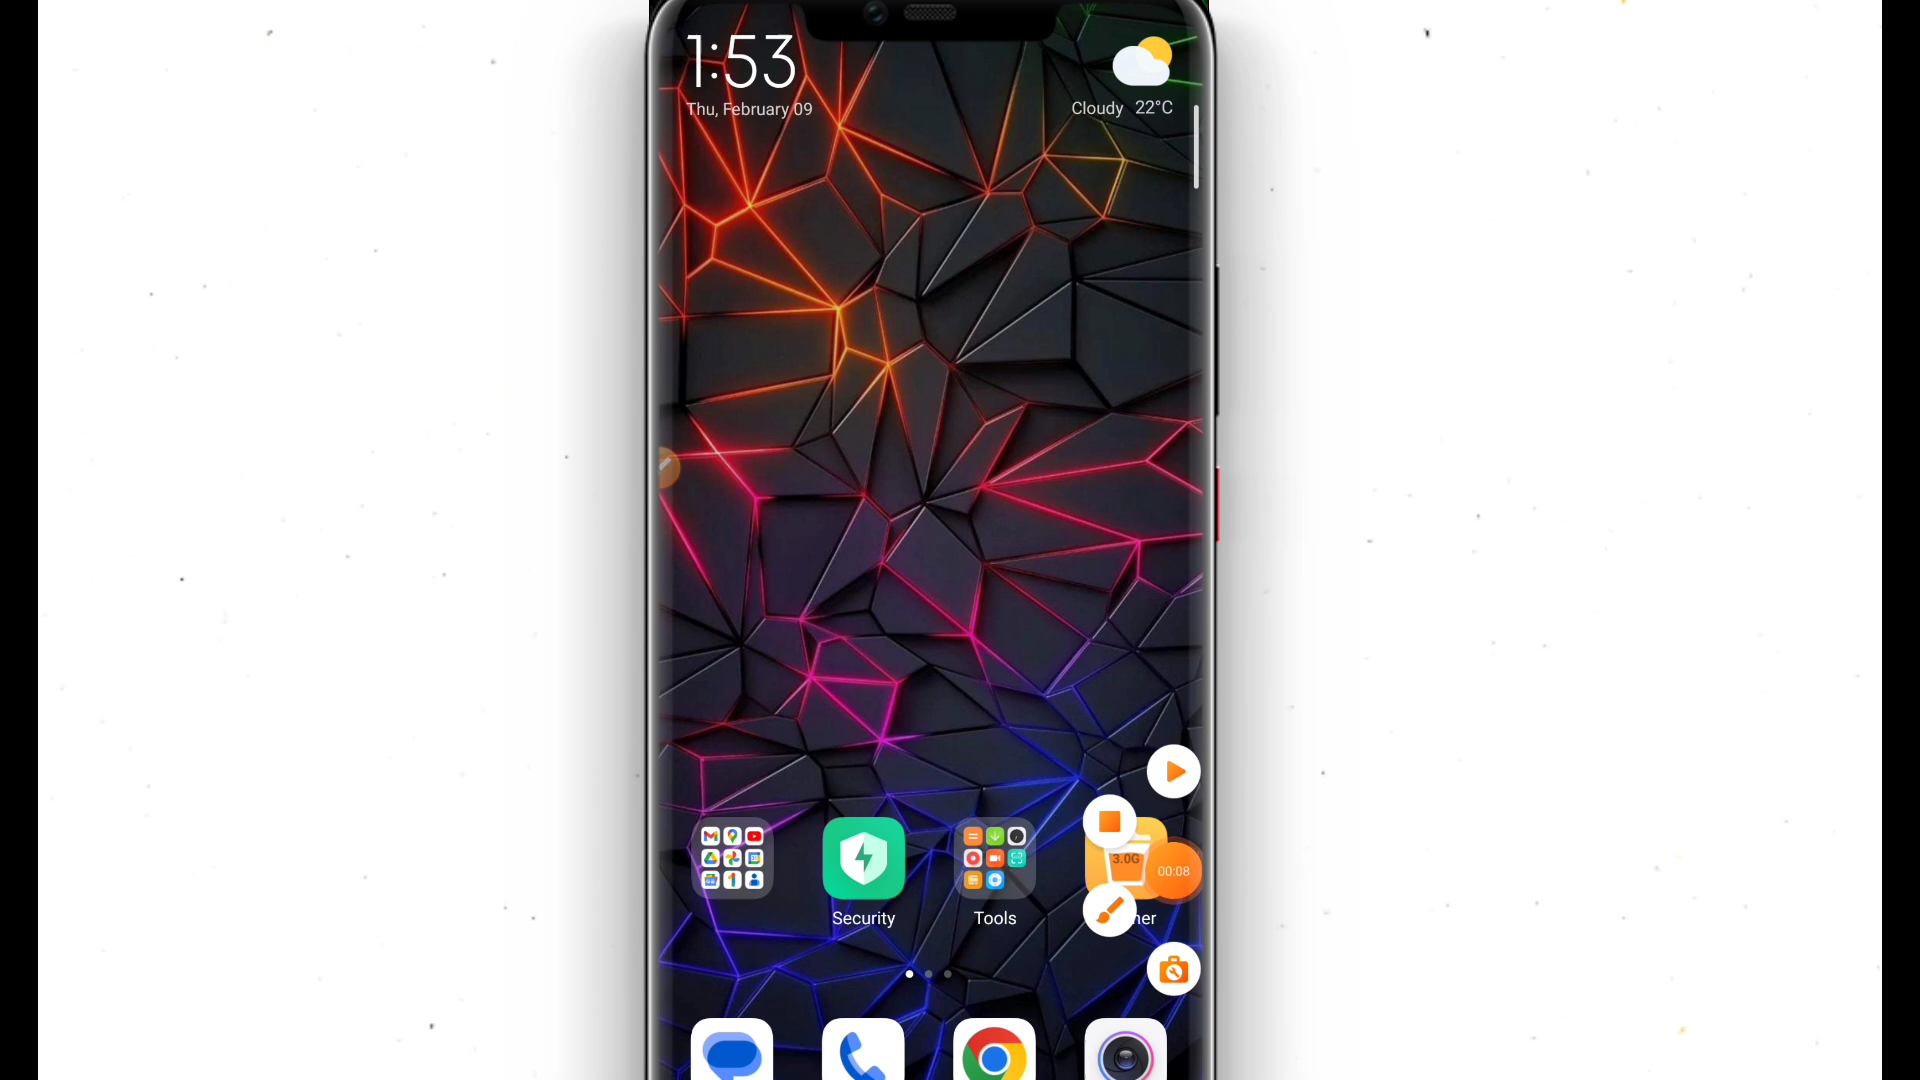 1:53
Thu, February 09
Cloudy 22°C
3.0G
00:08
Security
Tools
ner